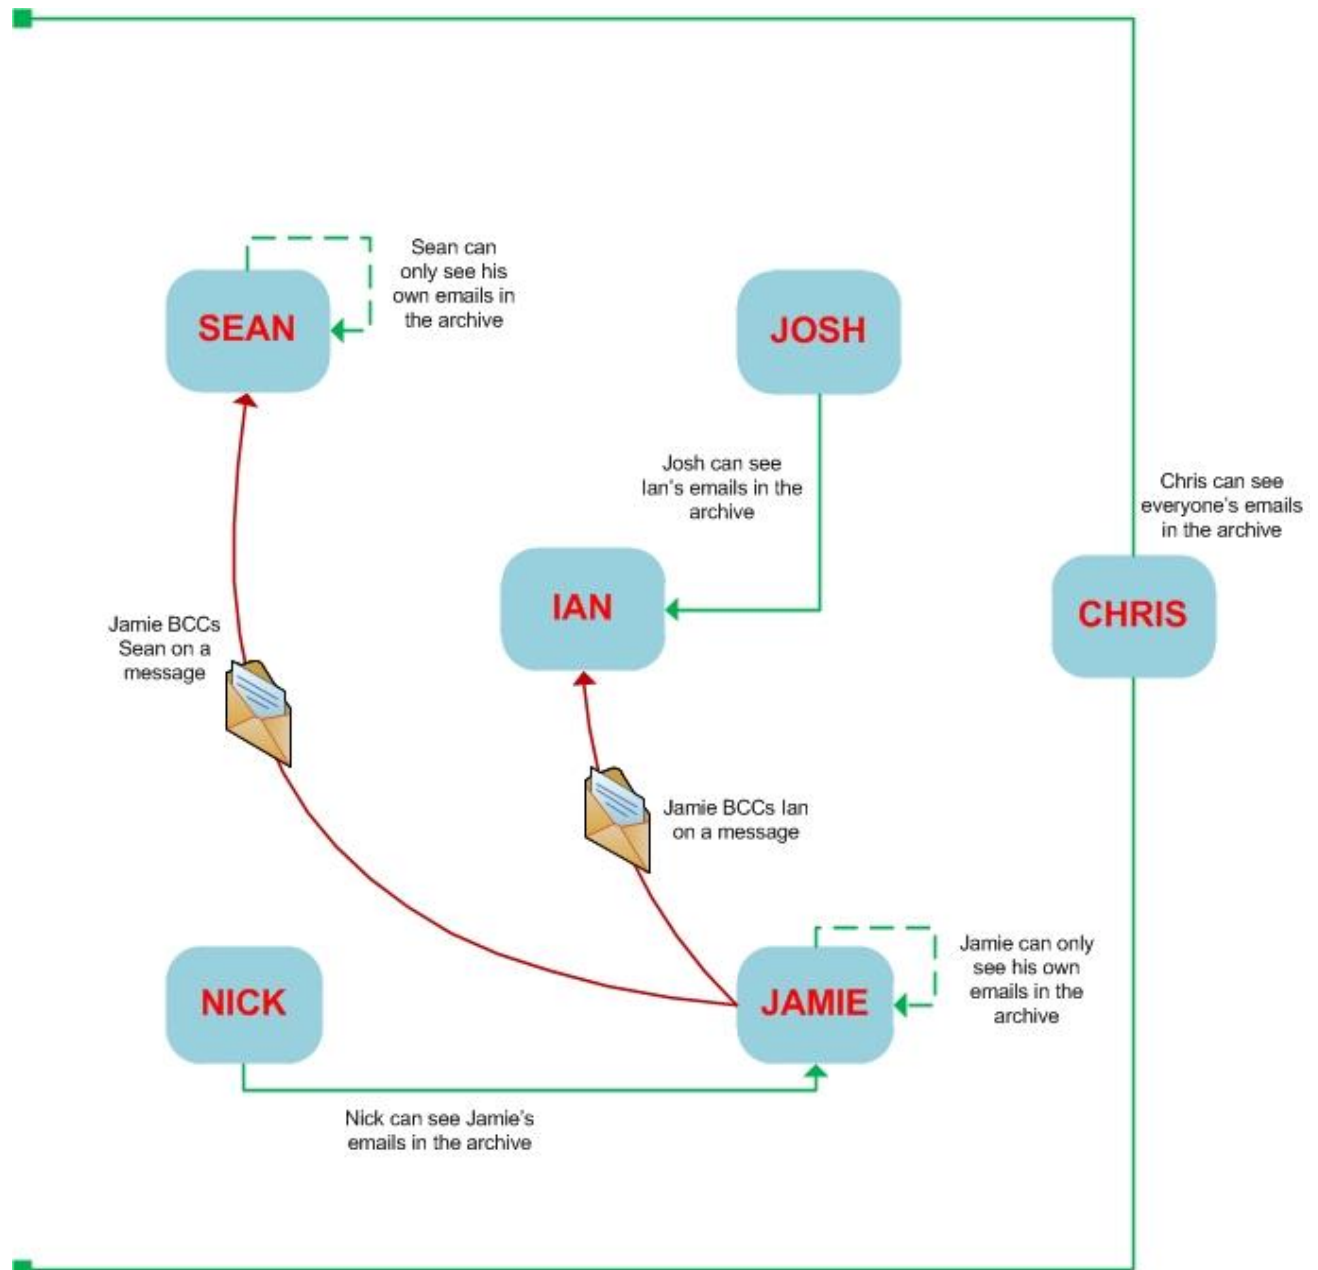 Sean can
only see his
own emails in
the archive
SEAN
JOSH
Josh can see
Ian's emails in the
archive
Chris can see
everyone's emails
in the archive
IAN
CHRIS
Jamie BCCs
Sean on a
message
Jamie BCCs Ian
on a message
Jamie can only
see his own
emails in the
archive
NICK
JAMIE
Nick can see Jamie's
emails in the archive